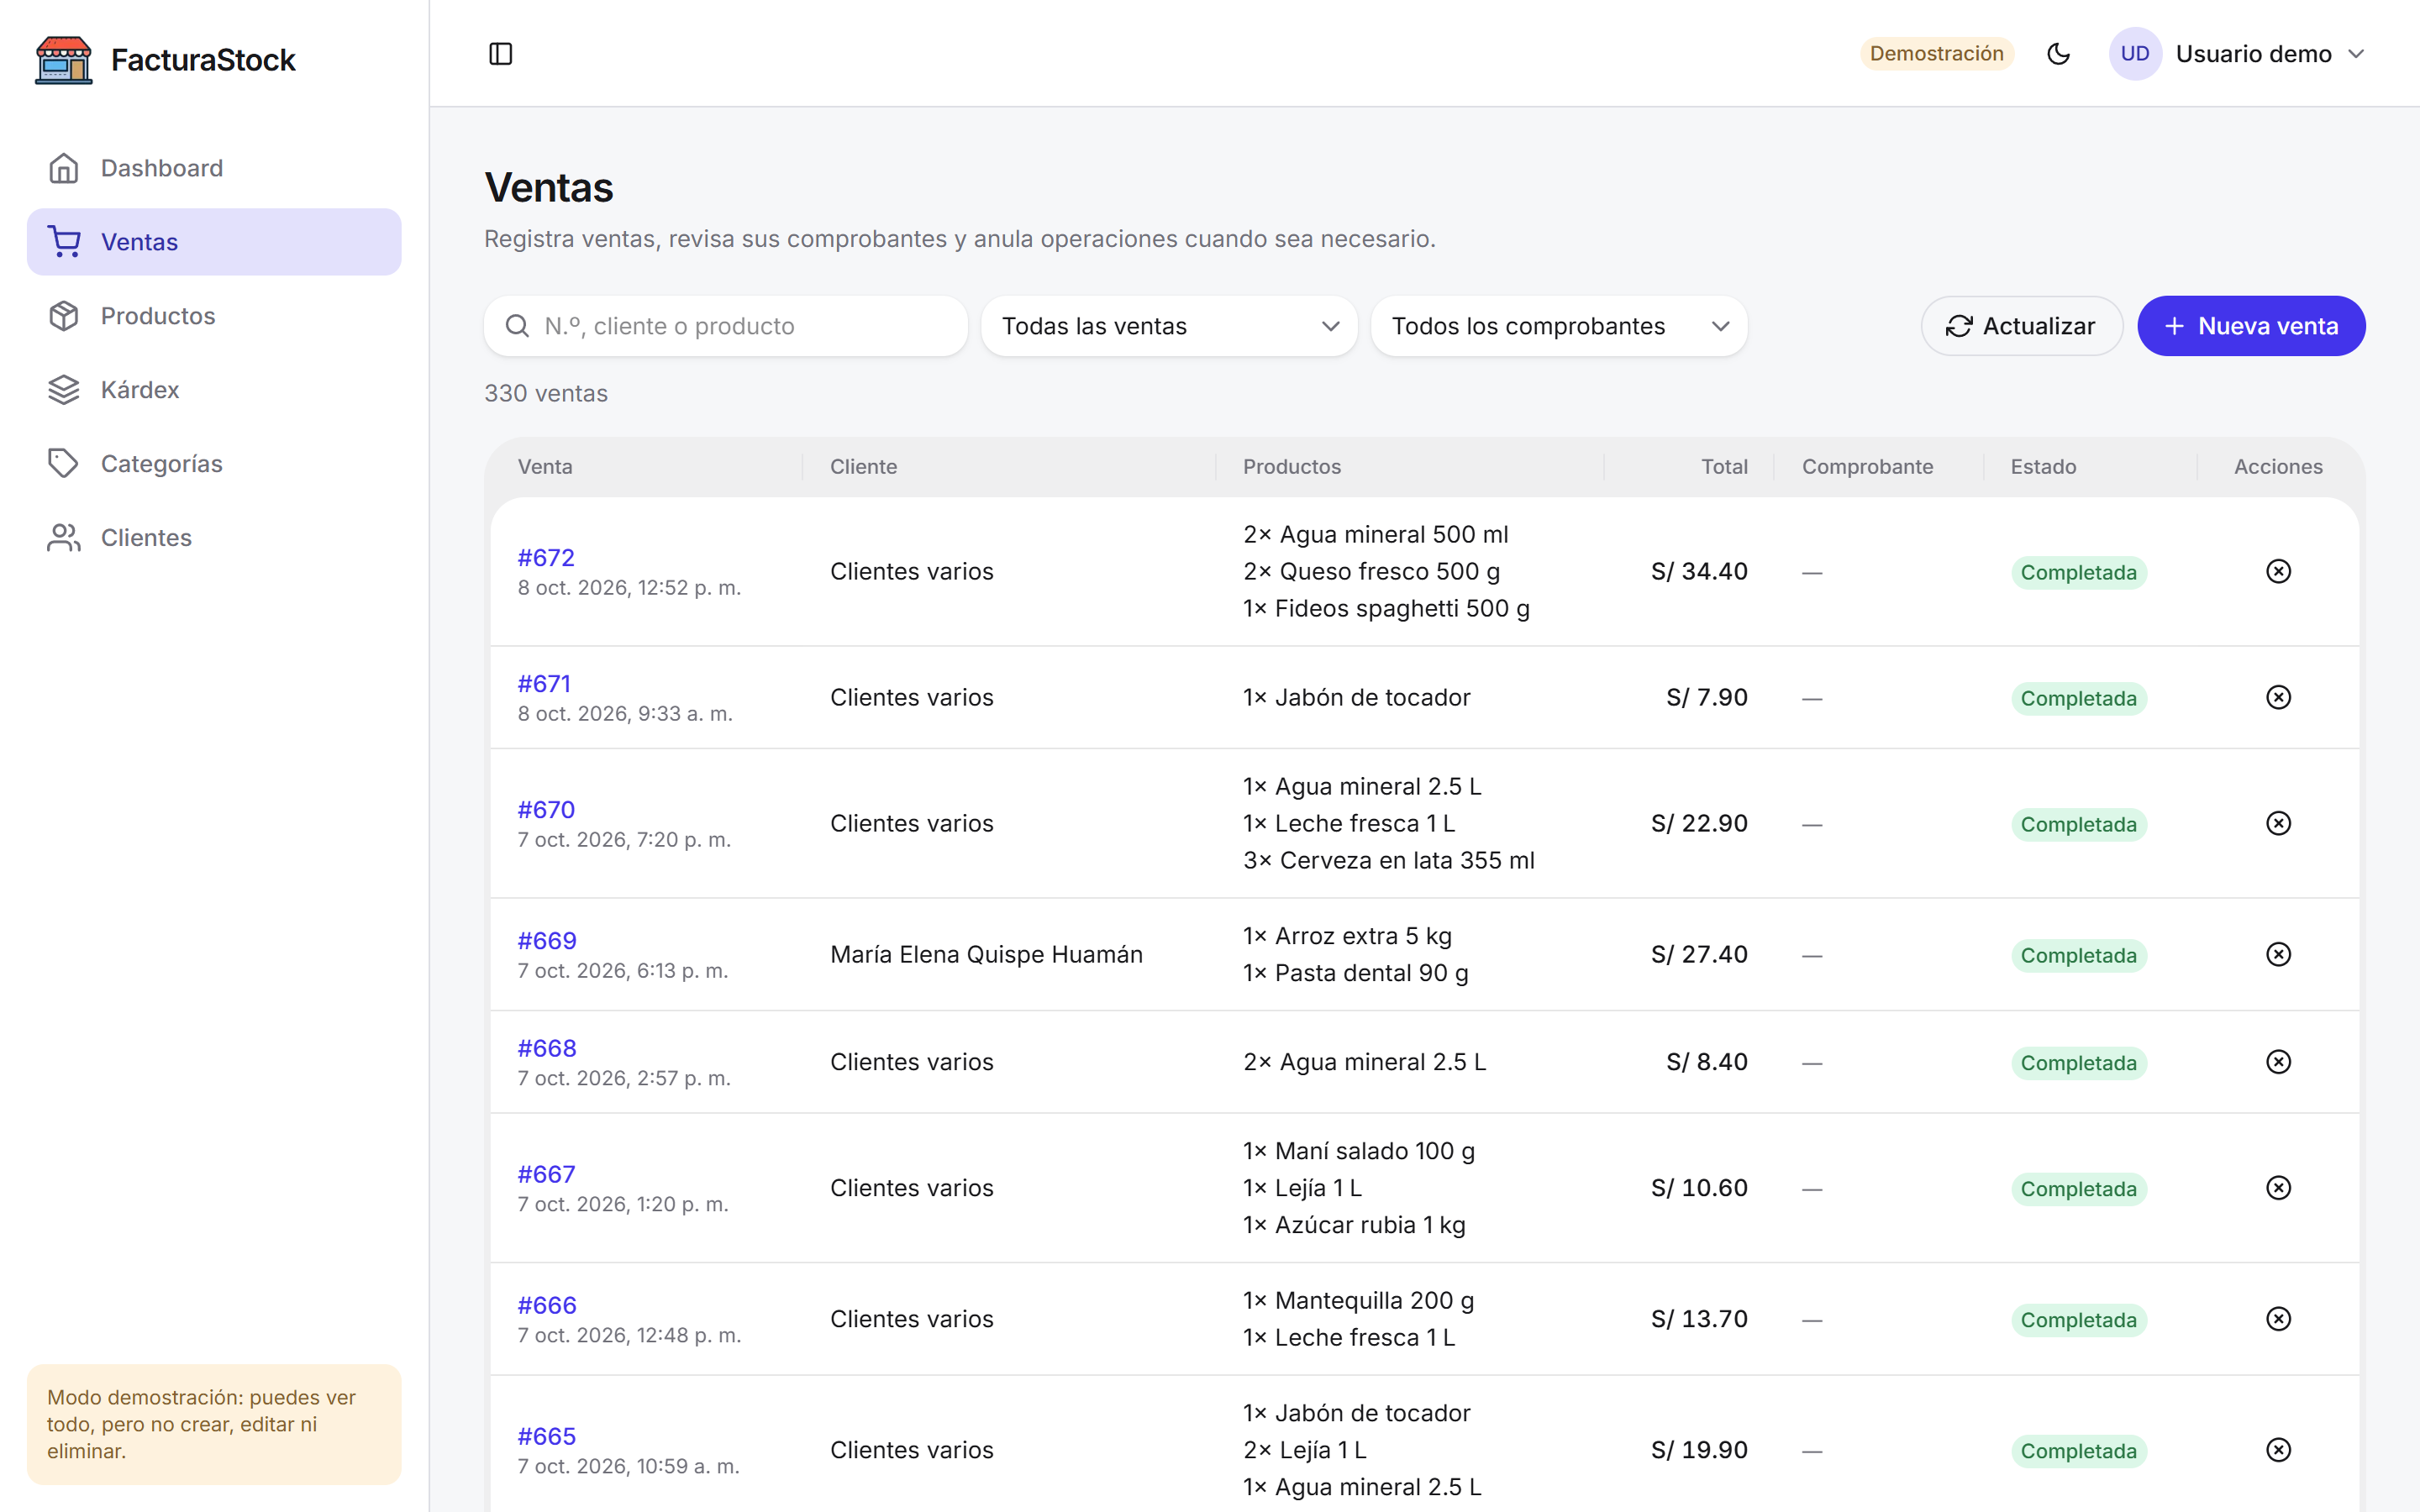 FacturaStock
Dashboard
Ventas
Productos
Kárdex
Categorías
Clientes
Modo demostración: puedes ver
todo, pero no crear, editar ni
eliminar.
Demostración
UD
Usuario demo
Ventas
Registra ventas, revisa sus comprobantes y anula operaciones cuando sea necesario.
N.º, cliente o producto
Todas las ventas
Todos los comprobantes
Actualizar
+ Nueva venta
330 ventas
Venta Cliente Productos Total Comprobante Estado Acciones
#672
8 oct. 2026, 12:52 p. m.
Clientes varios
2× Agua mineral 500 ml
2× Queso fresco 500 g
1× Fideos spaghetti 500 g
S/ 34.40
—
Completada
#671
8 oct. 2026, 9:33 a. m.
Clientes varios
1× Jabón de tocador
S/ 7.90
—
Completada
#670
7 oct. 2026, 7:20 p. m.
Clientes varios
1× Agua mineral 2.5 L
1× Leche fresca 1 L
3× Cerveza en lata 355 ml
S/ 22.90
—
Completada
#669
7 oct. 2026, 6:13 p. m.
María Elena Quispe Huamán
1× Arroz extra 5 kg
1× Pasta dental 90 g
S/ 27.40
—
Completada
#668
7 oct. 2026, 2:57 p. m.
Clientes varios
2× Agua mineral 2.5 L
S/ 8.40
—
Completada
#667
7 oct. 2026, 1:20 p. m.
Clientes varios
1× Maní salado 100 g
1× Lejía 1 L
1× Azúcar rubia 1 kg
S/ 10.60
—
Completada
#666
7 oct. 2026, 12:48 p. m.
Clientes varios
1× Mantequilla 200 g
1× Leche fresca 1 L
S/ 13.70
—
Completada
#665
7 oct. 2026, 10:59 a. m.
Clientes varios
1× Jabón de tocador
2× Lejía 1 L
1× Agua mineral 2.5 L
S/ 19.90
—
Completada